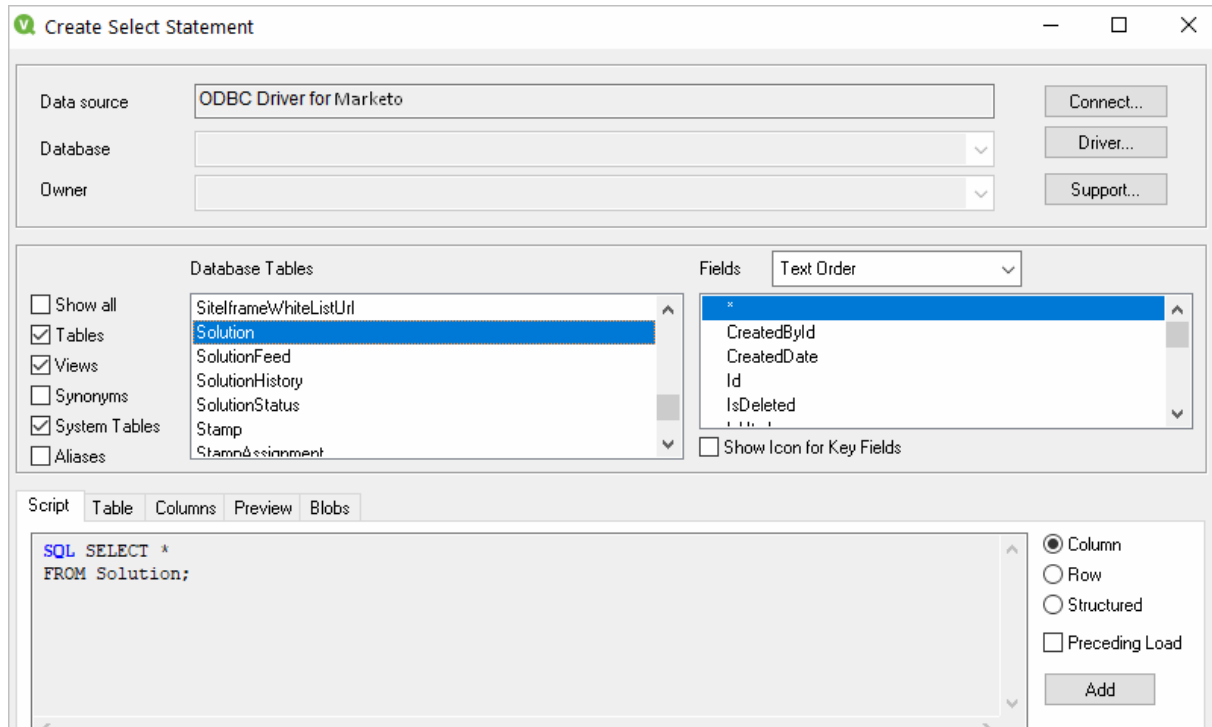 Create Select Statement
Data source
ODBC Driver for Marketo
Connect...
Database
Driver...
Owner
Support...
Database Tables
Fields
Text Order
Show all
Tables
Views
Synonyms
System Tables
Aliases
SiteIframeWhiteListUrl
Solution
SolutionFeed
SolutionHistory
SolutionStatus
Stamp
StampAssignment
*
CreatedById
CreatedDate
Id
IsDeleted
Show Icon for Key Fields
Script
Table
Columns
Preview
Blobs
SQL SELECT *
FROM Solution;
Column
Row
Structured
Preceding Load
Add